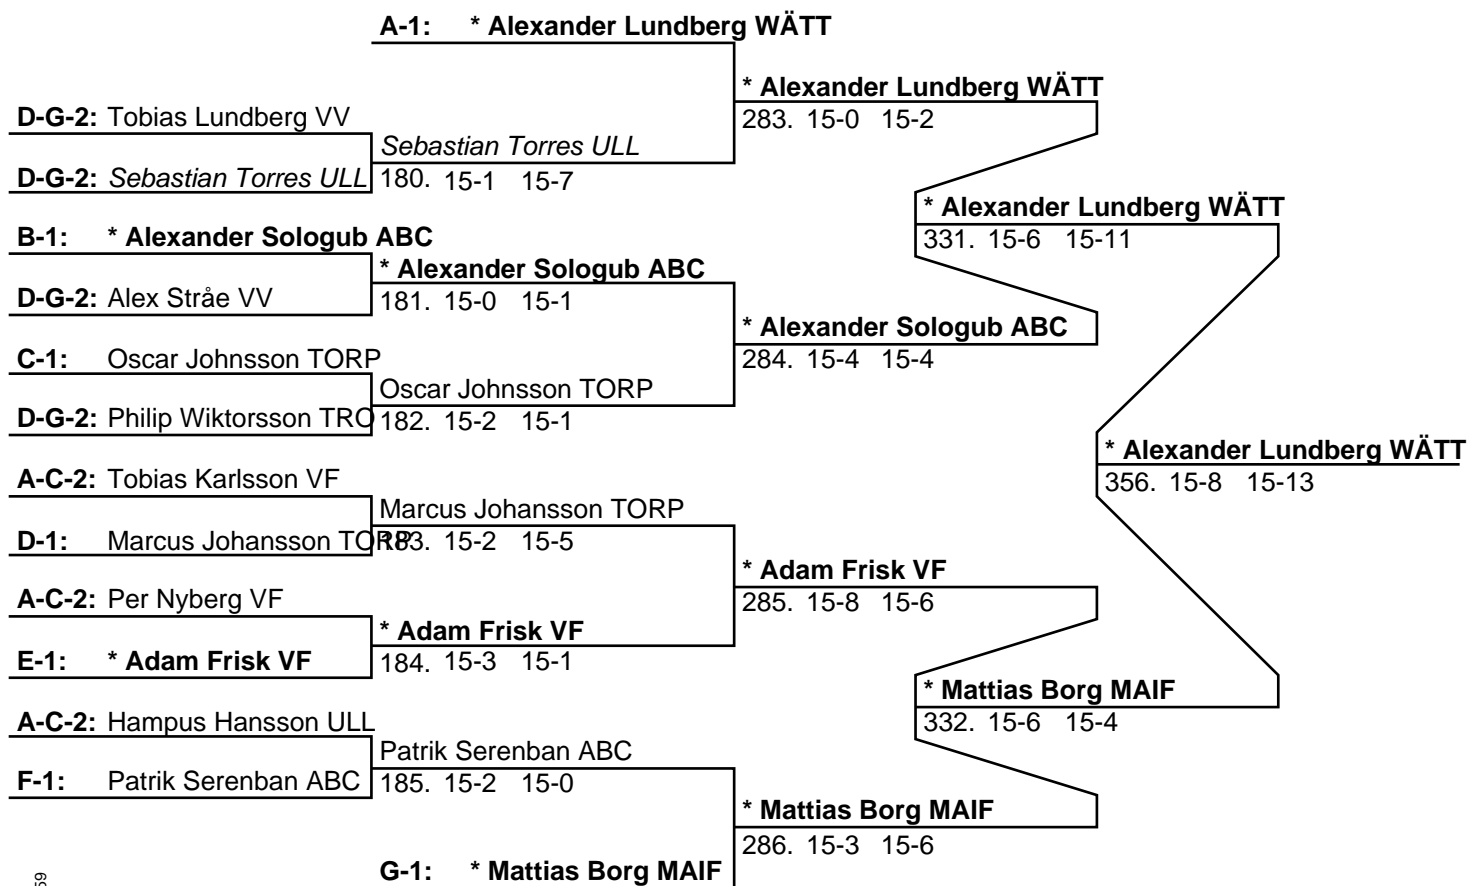 A-1: * Alexander Lundberg WÄTT
* Alexander Lundberg WÄTT
283. 15-0 15-2
D-G-2: Tobias Lundberg VV
Sebastian Torres ULL
D-G-2: Sebastian Torres ULL
180. 15-1 15-7
* Alexander Lundberg WÄTT
331. 15-6 15-11
B-1: * Alexander Sologub ABC
* Alexander Sologub ABC
D-G-2: Alex Stråe VV
181. 15-0 15-1
* Alexander Sologub ABC
284. 15-4 15-4
C-1: Oscar Johnsson TORP
Oscar Johnsson TORP
D-G-2: Philip Wiktorsson TRO
182. 15-2 15-1
* Alexander Lundberg WÄTT
356. 15-8 15-13
A-C-2: Tobias Karlsson VF
Marcus Johansson TORP
D-1: Marcus Johansson TORP
183. 15-2 15-5
* Adam Frisk VF
285. 15-8 15-6
A-C-2: Per Nyberg VF
* Adam Frisk VF
E-1: * Adam Frisk VF
184. 15-3 15-1
* Mattias Borg MAIF
332. 15-6 15-4
A-C-2: Hampus Hansson ULL
Patrik Serenban ABC
F-1: Patrik Serenban ABC
185. 15-2 15-0
* Mattias Borg MAIF
286. 15-3 15-6
G-1: * Mattias Borg MAIF